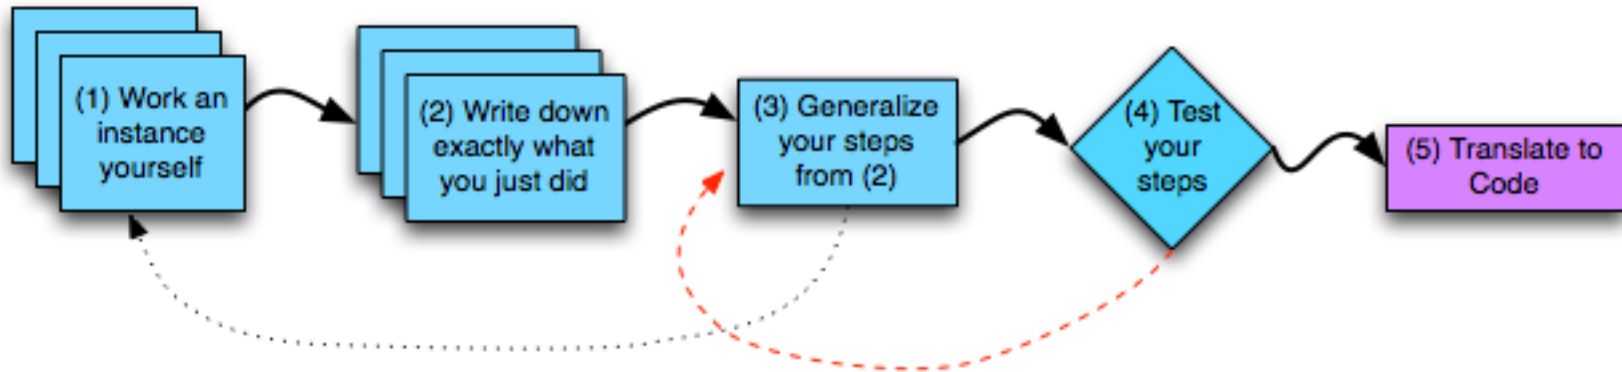 (1) Work an
instance
yourself
(2) Write down
exactly what
you just did
(3) Generalize
your steps
from (2)
(4) Test
your
steps
(5) Translate to
Code